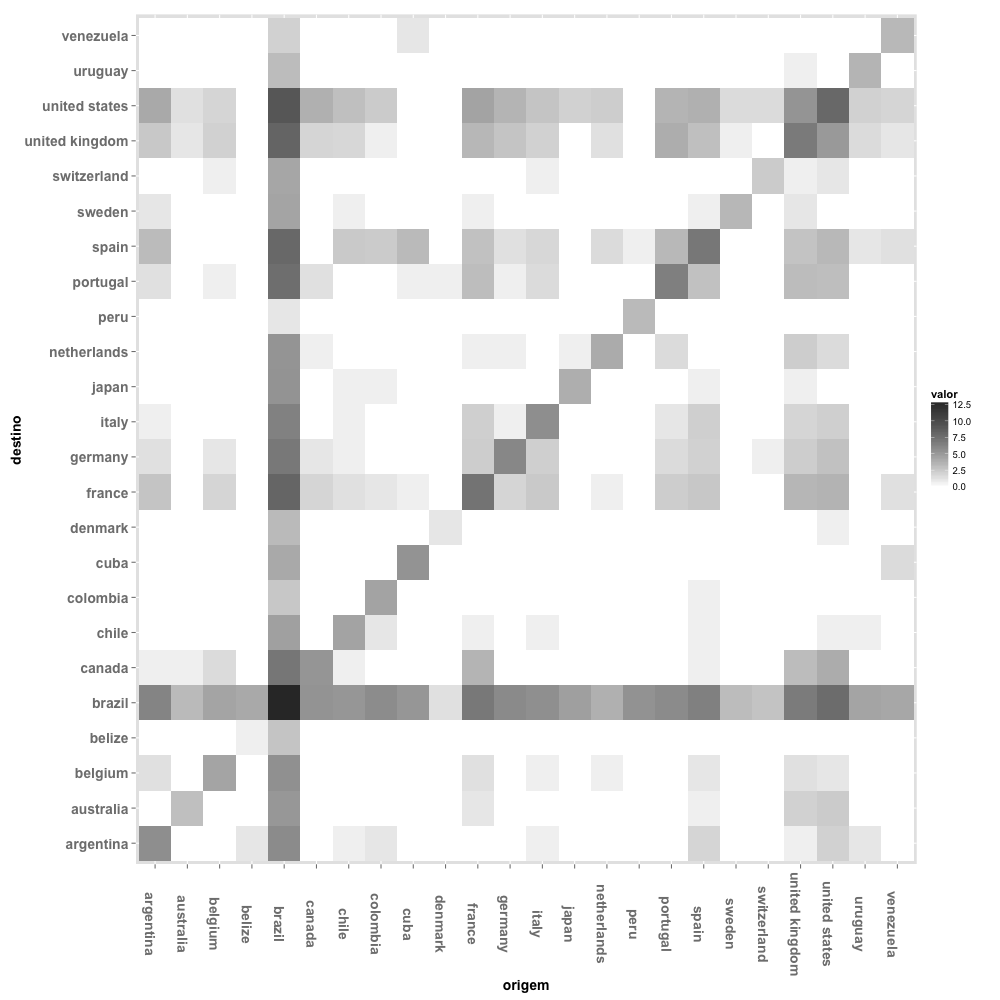 venezuela
uruguay
united states
united kingdom
switzerland
sweden
spain
portugal
peru
netherlands
japan
italy
germany
france
denmark
cuba
colombia
chile
canada
brazil
belize
belgium
australia
argentina
destino
argentina
australia
belgium
belize
brazil
canada
chile
colombia
cuba
denmark
france
germany
italy
japan
netherlands
peru
portugal
spain
sweden
switzerland
united kingdom
united states
uruguay
venezuela
origem
valor
12.5
10.0
7.5
5.0
2.5
0.0